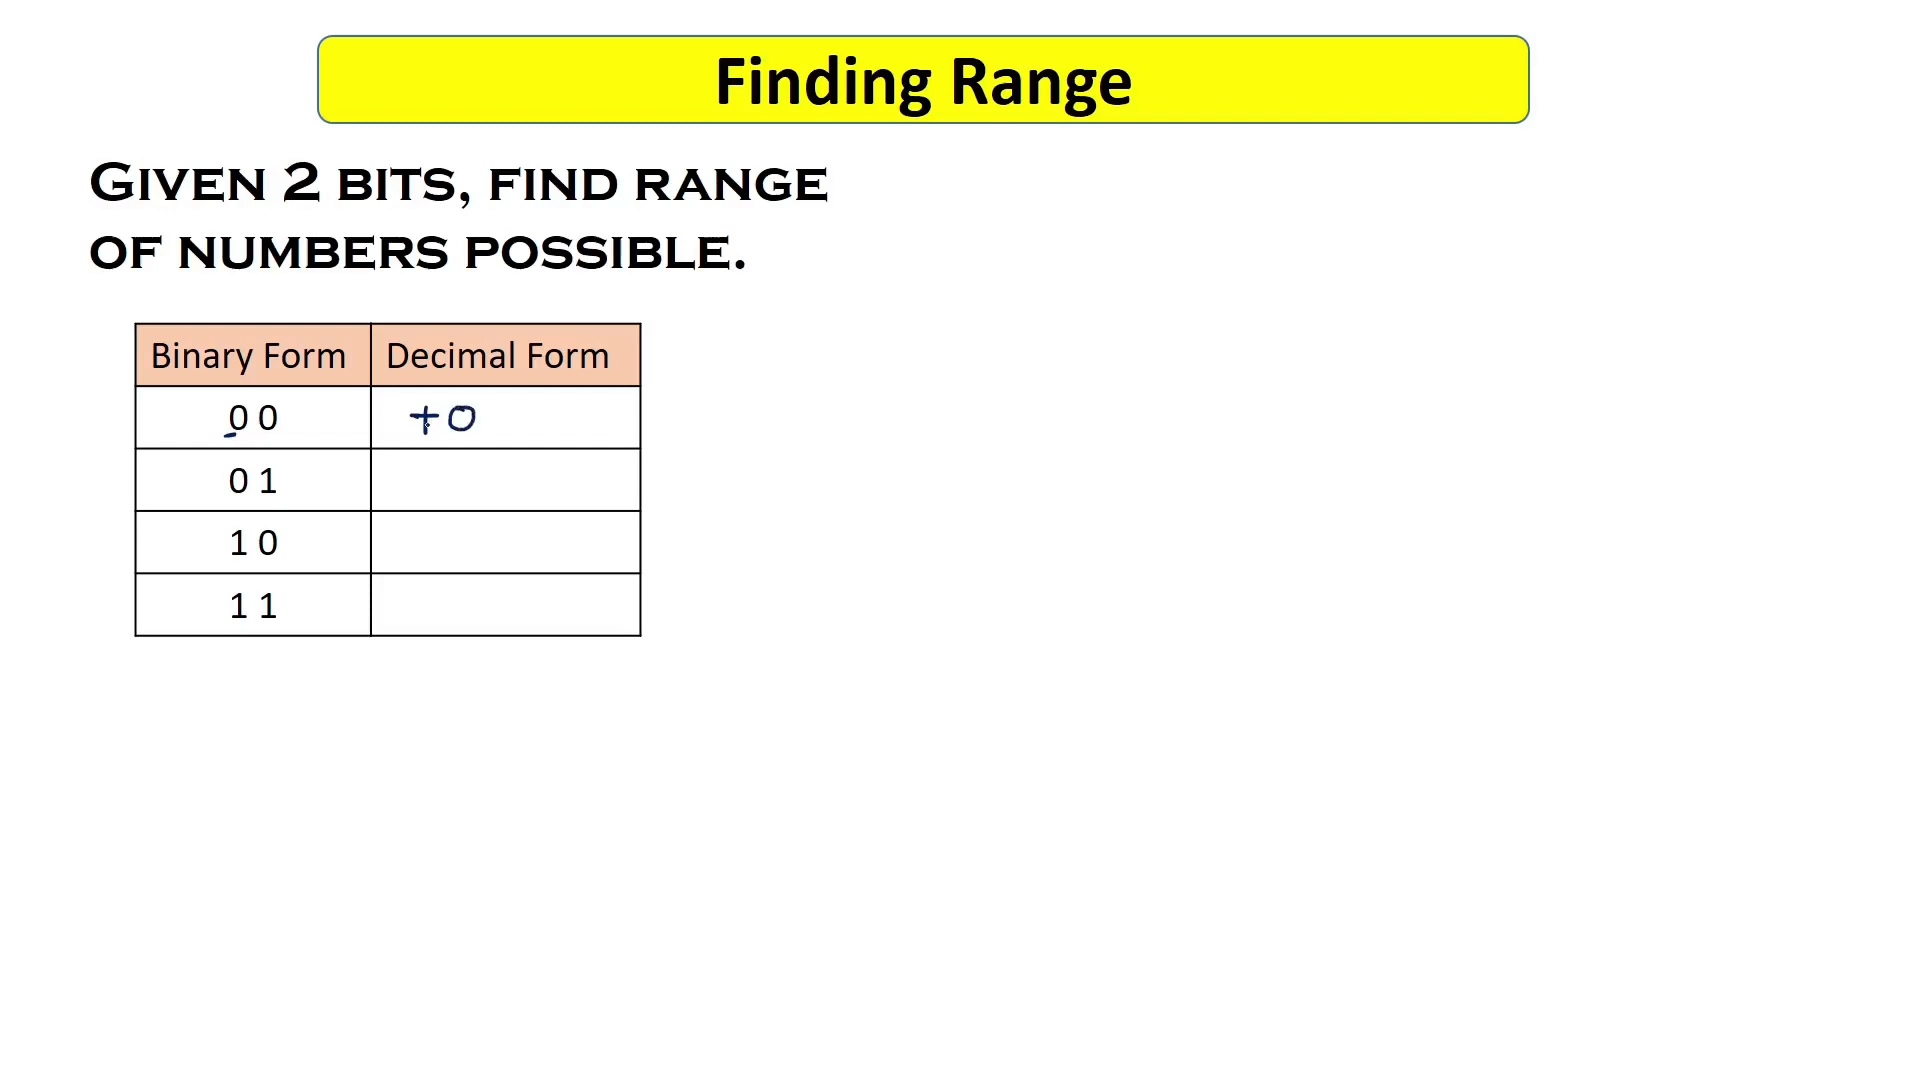 Finding Range
GIVEN 2 BITS, FIND RANGE
OF NUMBERS POSSIBLE.
Binary Form Decimal Form
0 0 +0
0 1
1 0
1 1